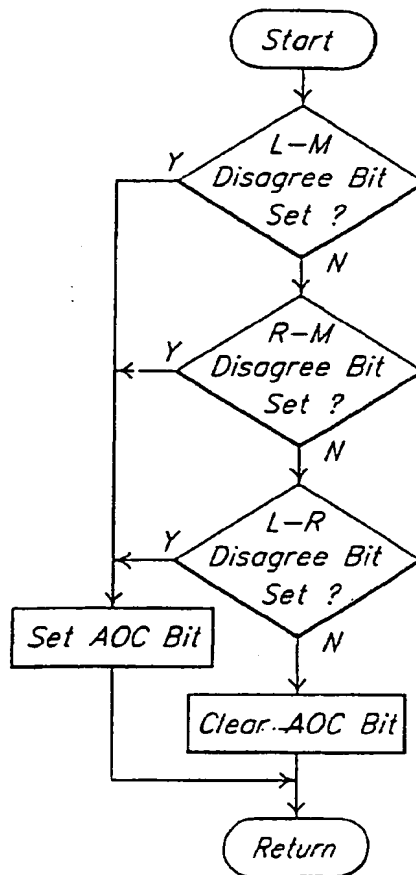 Start
L-M
Y
Disagree Bit
Set ?
N
R-M
Y
Disagree Bit
Set ?
N
L-R
Y
Disagree Bit
Set ?
N
Set AOC Bit
Clear AOC Bit
Return